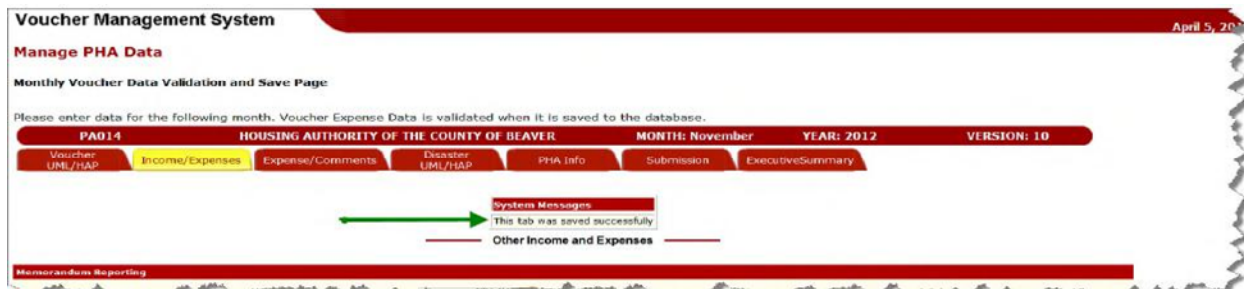 Voucher Management System
April 5, 20
Manage PHA Data
Monthly Voucher Data Validation and Save Page
Please enter data for the following month. Voucher Expense Data is validated when it is saved to the database.
PA014 HOUSING AUTHORITY OF THE COUNTY OF BEAVER MONTH: November YEAR: 2012 VERSION: 10
Voucher UML/HAP Income/Expenses Expense/Comments Disaster UML/HAP PHA Info Submission ExecutiveSummary
System Messages
This tab was saved successfully
Other Income and Expenses
Memorandum Reporting